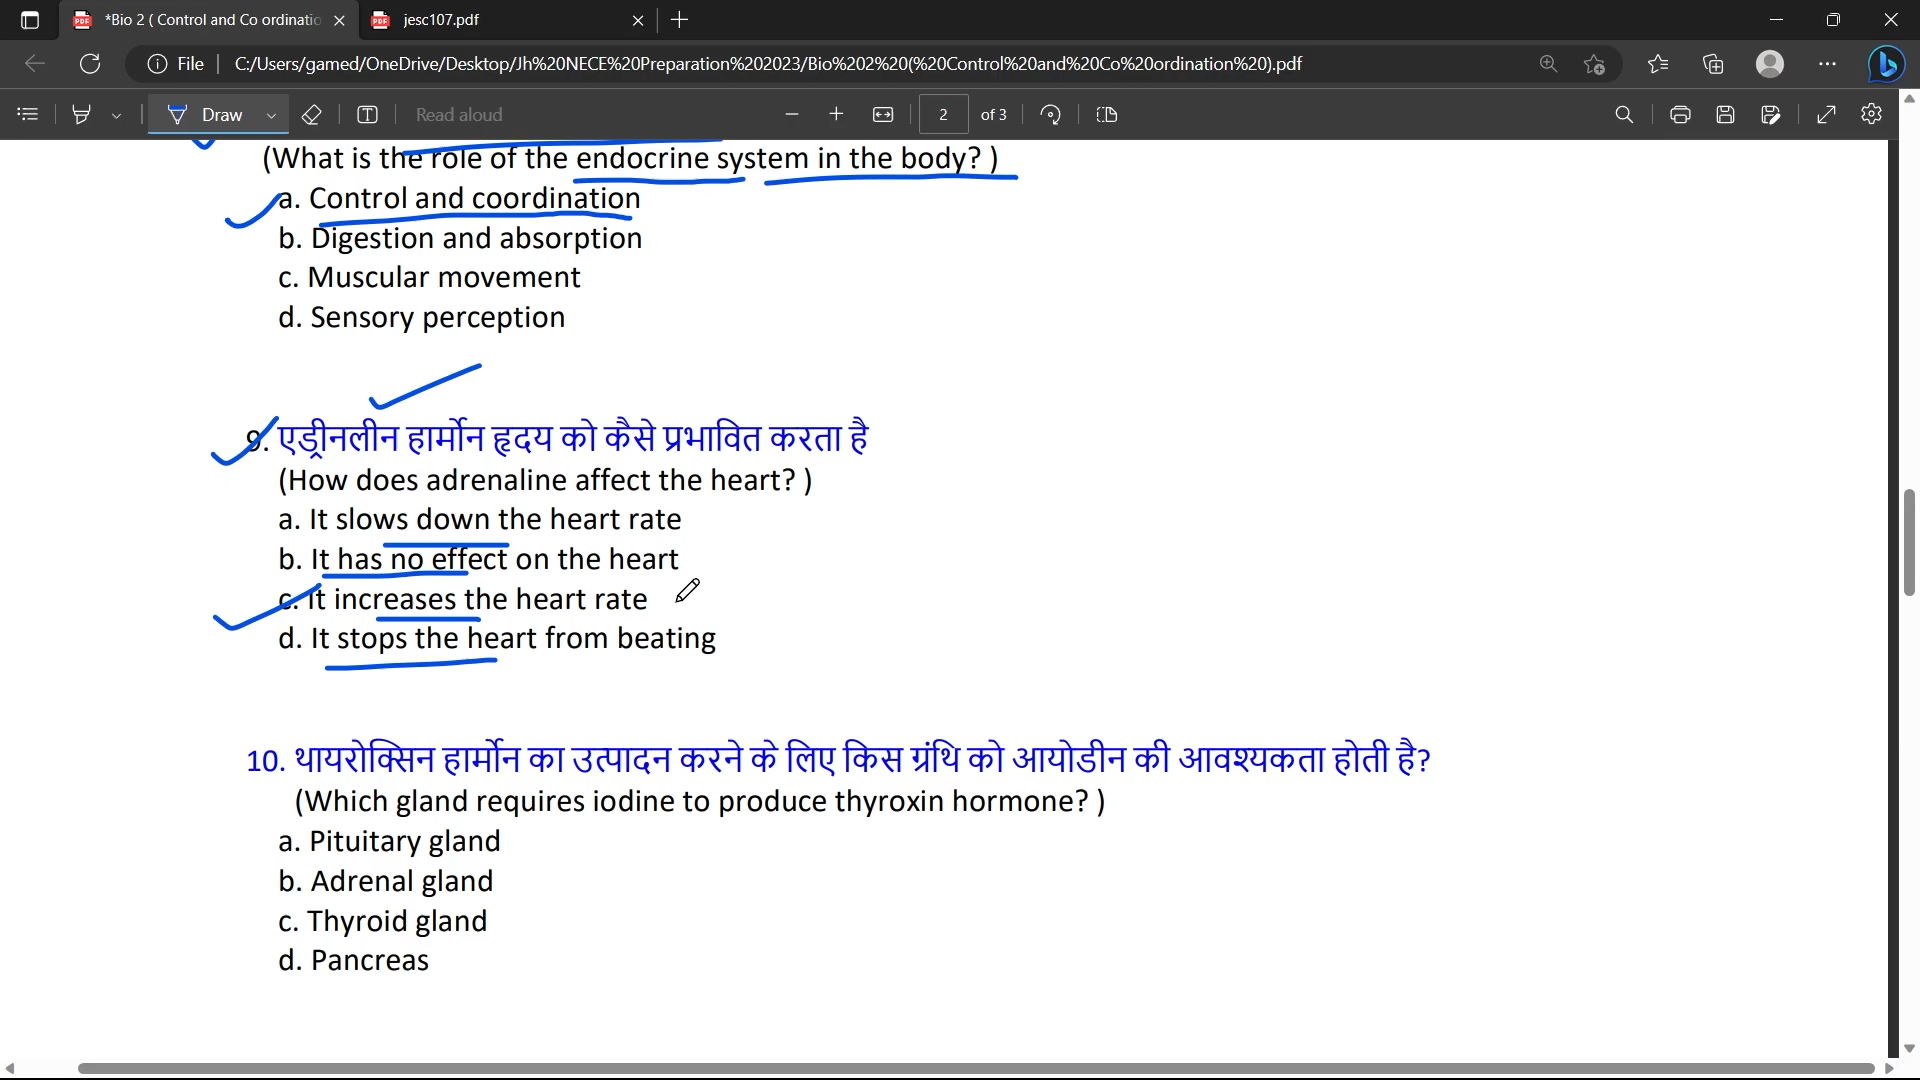 *Bio 2 ( Control and Co ordinatio
jesc107.pdf
File
C:/Users/gamed/OneDrive/Desktop/Jh%20NECE%20Preparation%202023/Bio%202%20(%20Control%20and%20Co%20ordination%20).pdf
Draw
Read aloud
2 of 3
(What is the role of the endocrine system in the body? )
a. Control and coordination
b. Digestion and absorption
c. Muscular movement
d. Sensory perception
9. एड्रीनलीन हार्मोन हृदय को कैसे प्रभावित करता है
(How does adrenaline affect the heart? )
a. It slows down the heart rate
b. It has no effect on the heart
c. It increases the heart rate
d. It stops the heart from beating
10. थायरोक्सिन हार्मोन का उत्पादन करने के लिए किस ग्रंथि को आयोडीन की आवश्यकता होती है?
(Which gland requires iodine to produce thyroxin hormone? )
a. Pituitary gland
b. Adrenal gland
c. Thyroid gland
d. Pancreas